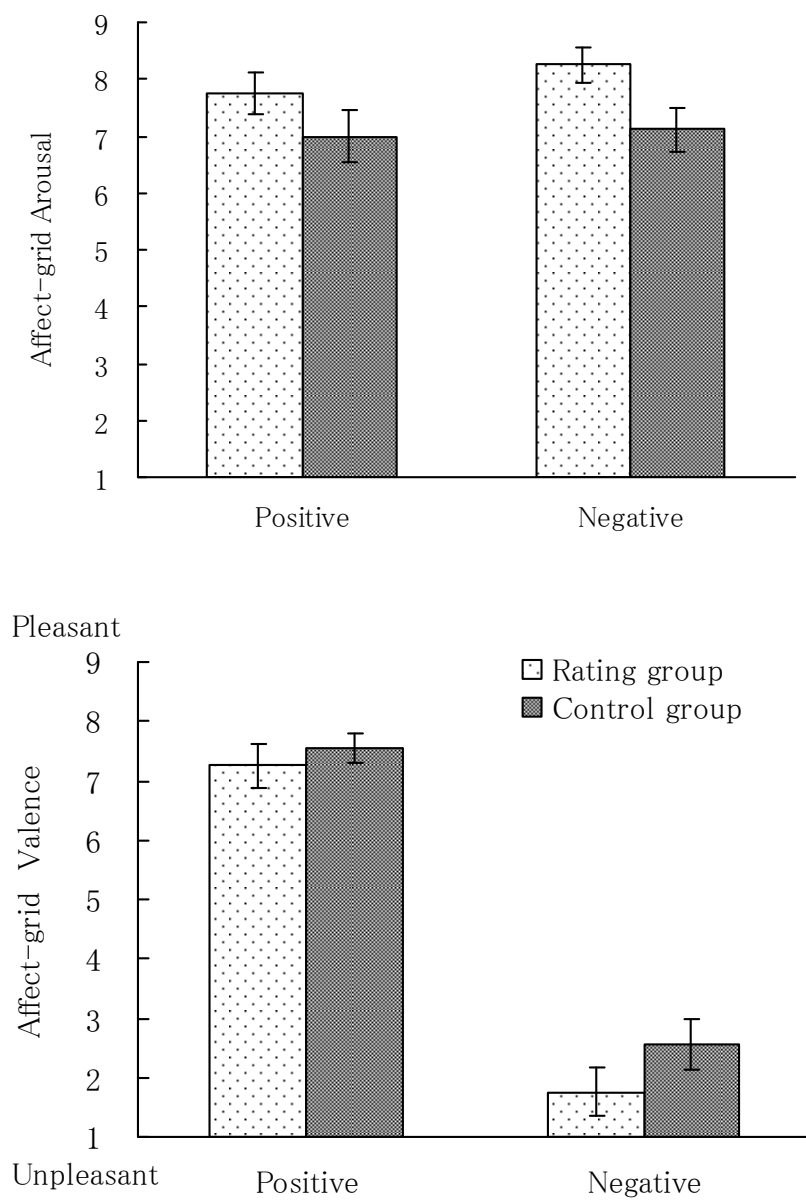 9
8
7
6
5
4
3
2
1
Affect-grid Arousal
Positive Negative
Pleasant
9
8
7
6
5
4
3
2
1
Affect-grid Valence
Rating group
Control group
Unpleasant
Positive Negative